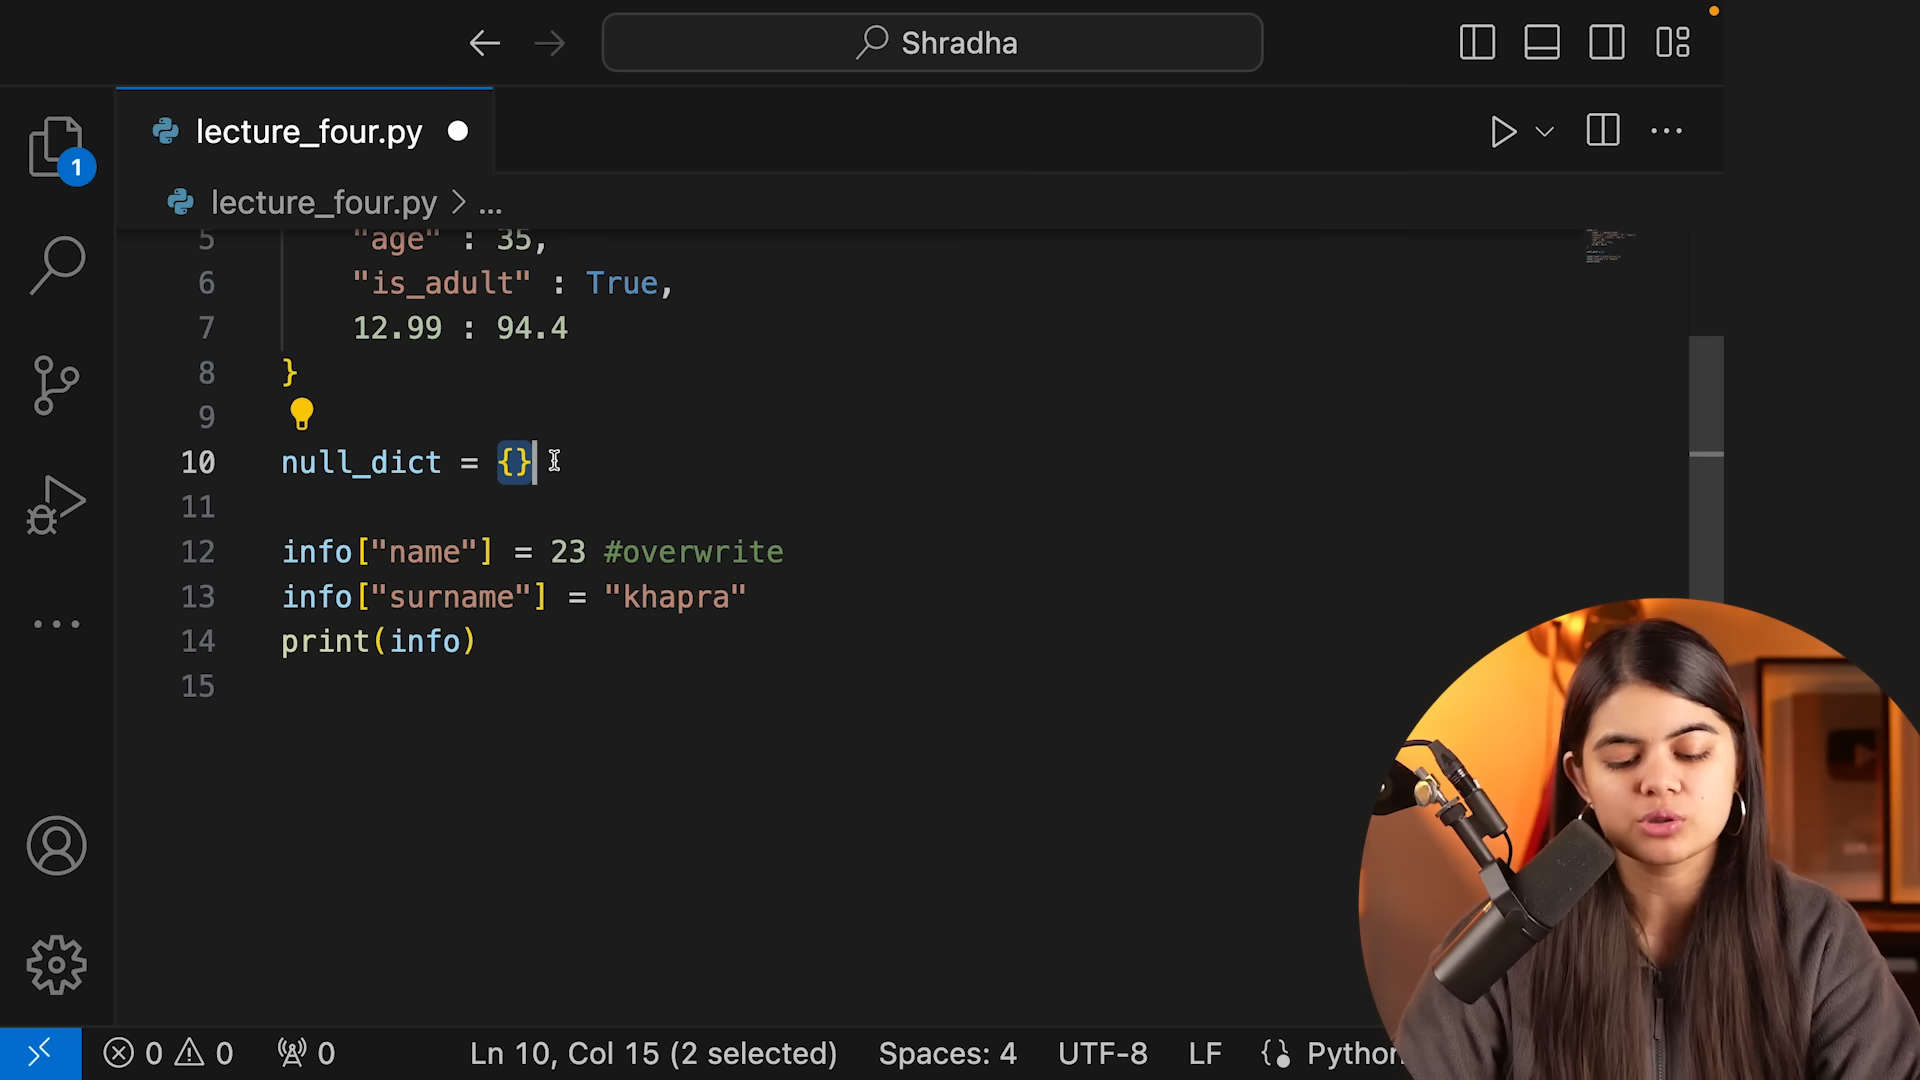 Shradha
lecture_four.py
1
lecture_four.py > ...
5 "age" : 35,
6 "is_adult" : True,
7 12.99 : 94.4
8 }
9
10 null_dict = {}
11
12 info["name"] = 23 #overwrite
13 info["surname"] = "khapra"
14 print(info)
15
0 0 0 Ln 10, Col 15 (2 selected) Spaces: 4 UTF-8 LF Python